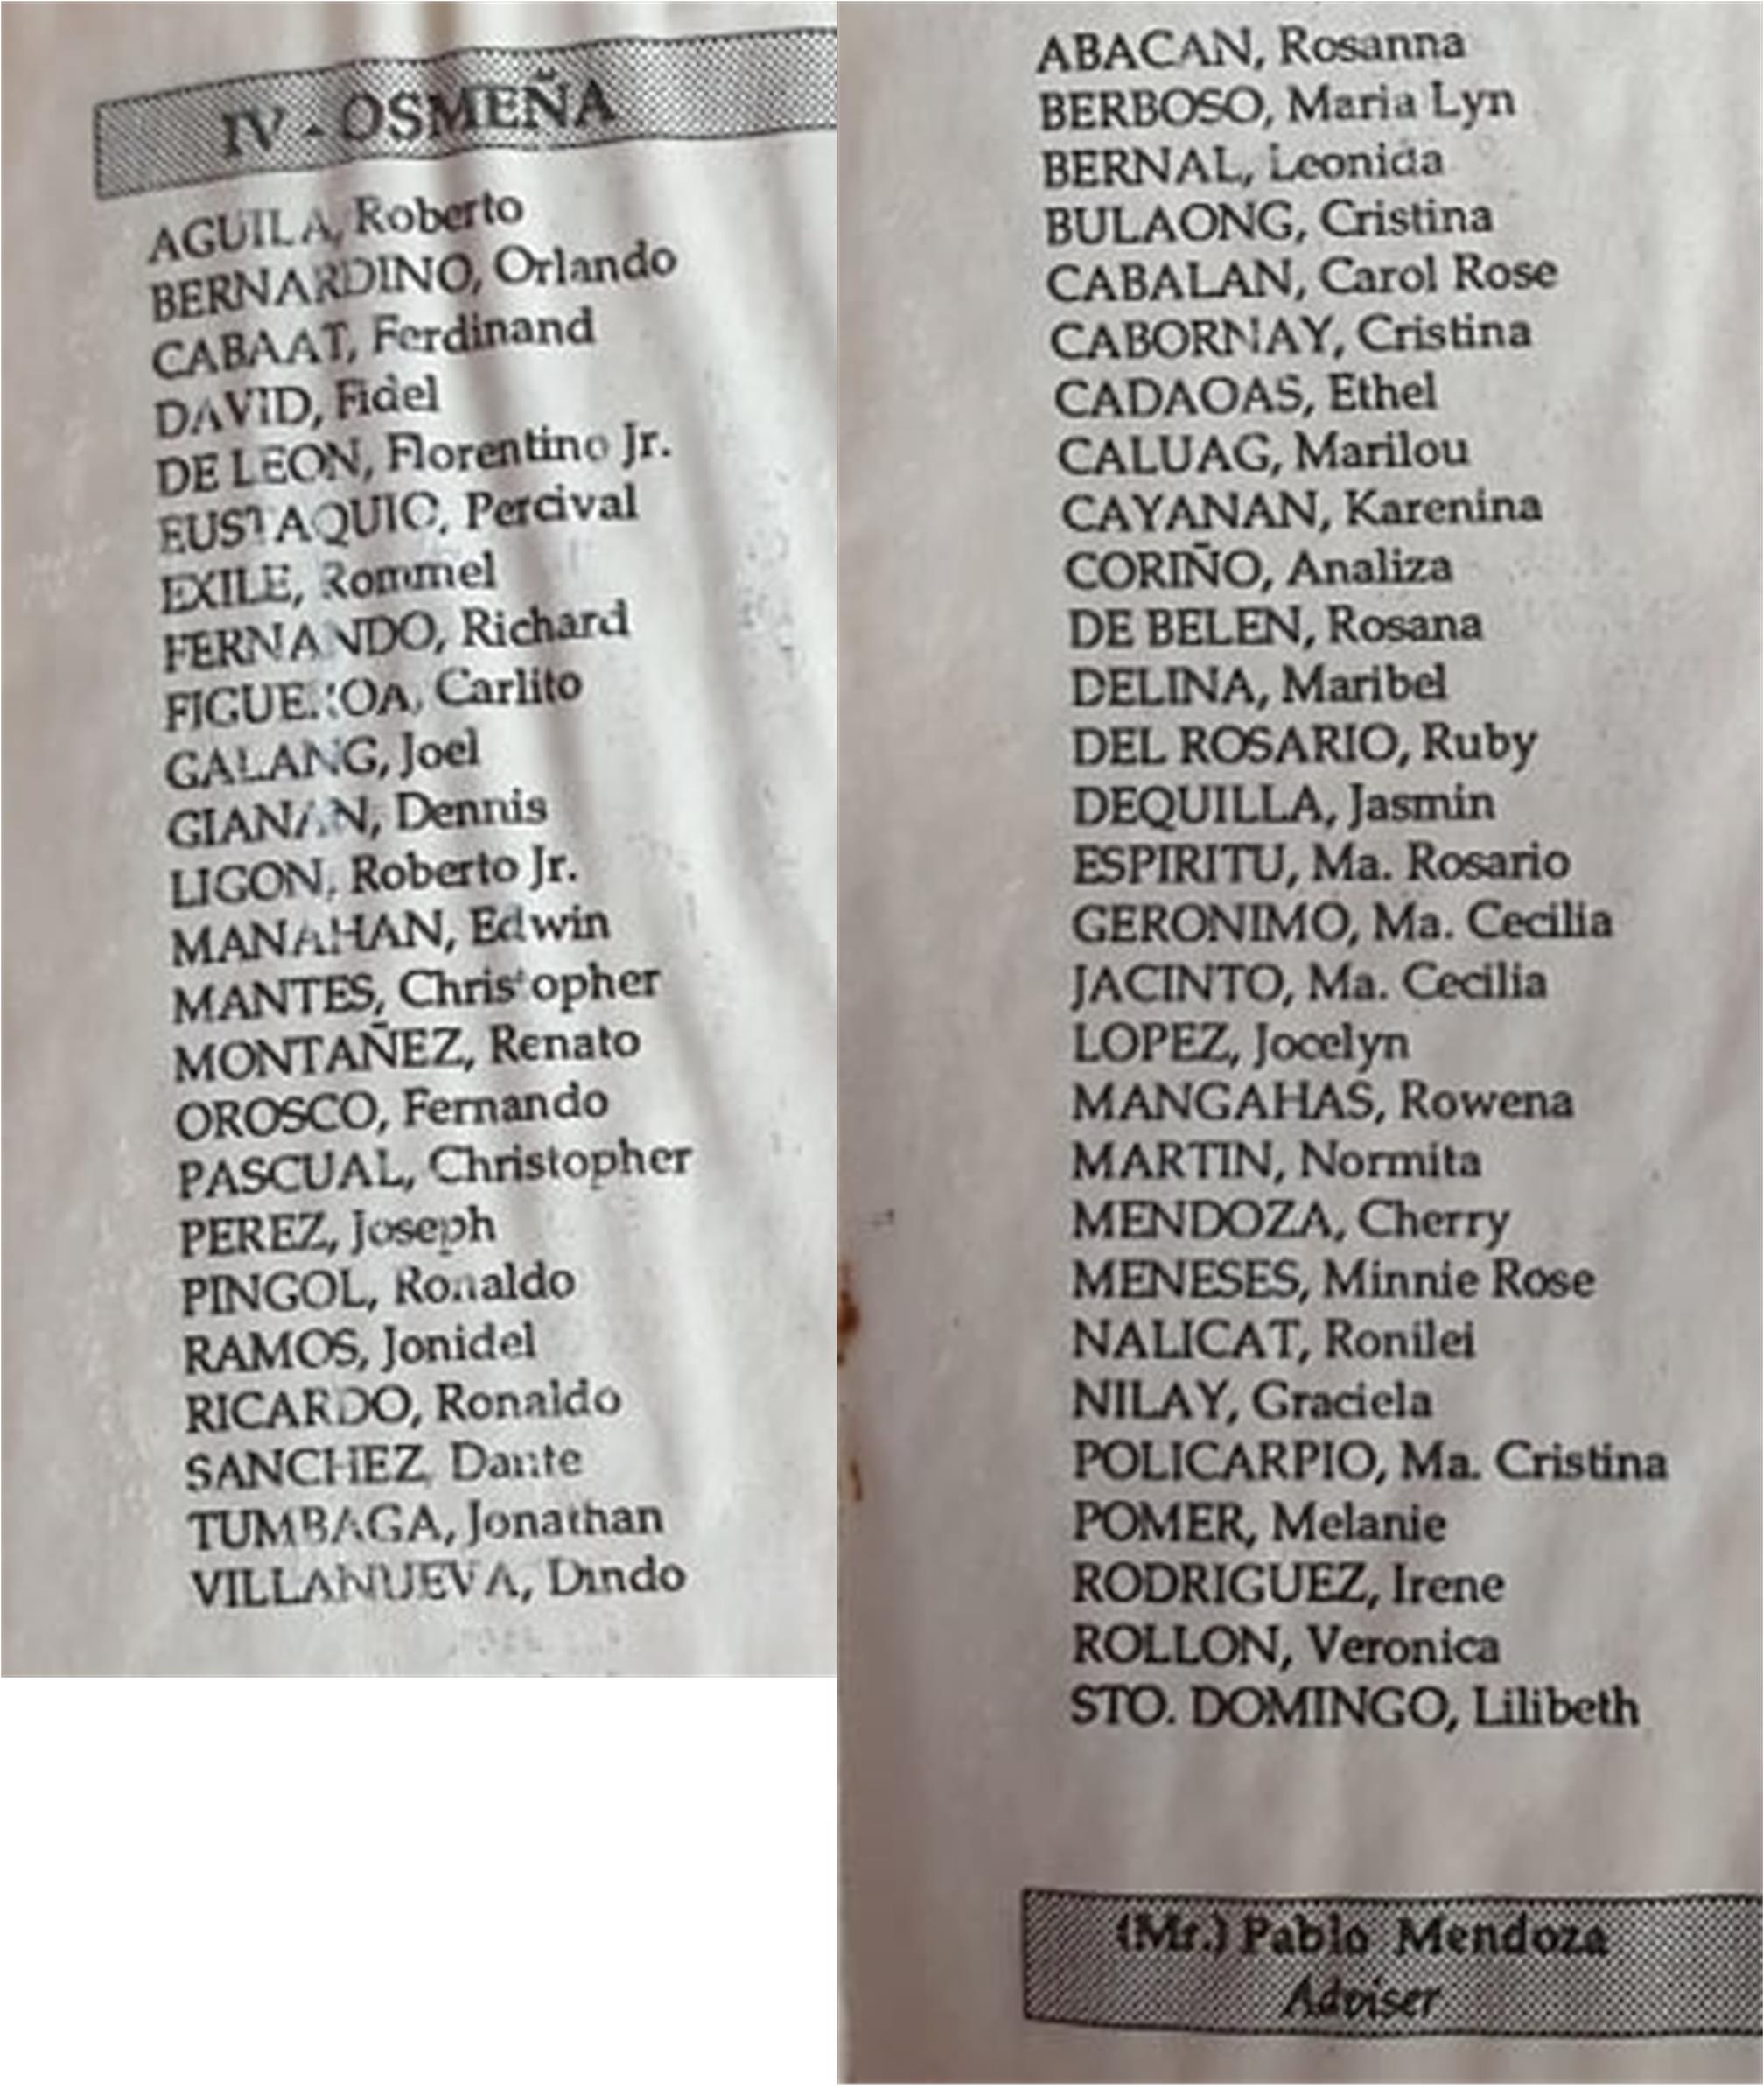 IV - OSMEÑA
AGUILA, Roberto
BERNARDINO, Orlando
CABAAT, Ferdinand
DAVID, Fidel
DE LEON, Florentino Jr.
EUSTAQUIO, Percival
EXILE, Rommel
FERNANDO, Richard
FIGUEROA, Carlito
GALANG, Joel
GIANAN, Dennis
LIGON, Roberto Jr.
MANAHAN, Edwin
MANTES, Christopher
MONTAÑEZ, Renato
OROSCO, Fernando
PASCUAL, Christopher
PEREZ, Joseph
PINGOL, Ronaldo
RAMOS, Jonidel
RICARDO, Ronaldo
SANCHEZ, Dante
TUMBAGA, Jonathan
VILLANUEVA, Dindo
ABACAN, Rosanna
BERBOSO, Maria Lyn
BERNAL, Leonida
BULAONG, Cristina
CABALAN, Carol Rose
CABORNAY, Cristina
CADAOAS, Ethel
CALUAG, Marilou
CAYANAN, Karenina
CORIÑO, Analiza
DE BELEN, Rosana
DELINA, Maribel
DEL ROSARIO, Ruby
DEQUILLA, Jasmin
ESPIRITU, Ma. Rosario
GERONIMO, Ma. Cecilia
JACINTO, Ma. Cecilia
LOPEZ, Jocelyn
MANGAHAS, Rowena
MARTIN, Normita
MENDOZA, Cherry
MENESES, Minnie Rose
NALICAT, Ronilei
NILAY, Graciela
POLICARPIO, Ma. Cristina
POMER, Melanie
RODRIGUEZ, Irene
ROLLON, Veronica
STO. DOMINGO, Lilibeth
(Mr.) Pablo Mendoza
Adviser